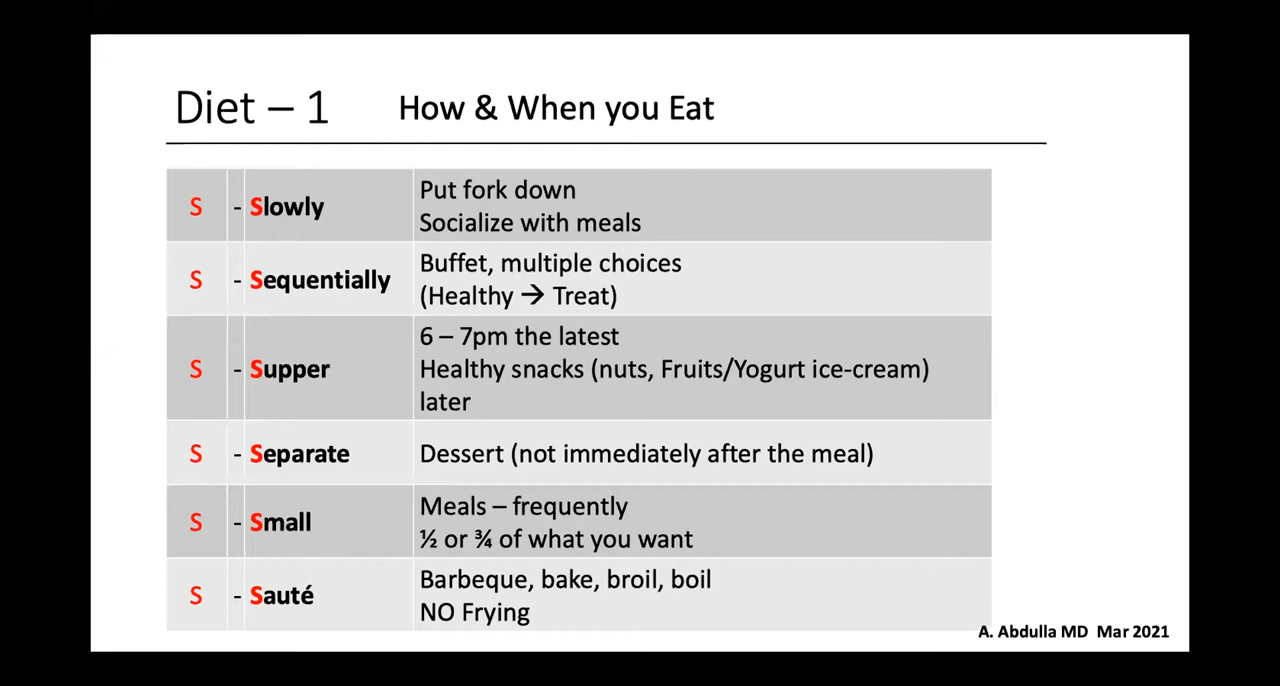 Diet – 1 How & When you Eat
S - Slowly Put fork down
Socialize with meals
S - Sequentially Buffet, multiple choices
(Healthy → Treat)
S - Supper 6 – 7pm the latest
Healthy snacks (nuts, Fruits/Yogurt ice-cream)
later
S - Separate Dessert (not immediately after the meal)
S - Small Meals – frequently
½ or ¾ of what you want
S - Sauté Barbeque, bake, broil, boil
NO Frying
A. Abdulla MD Mar 2021